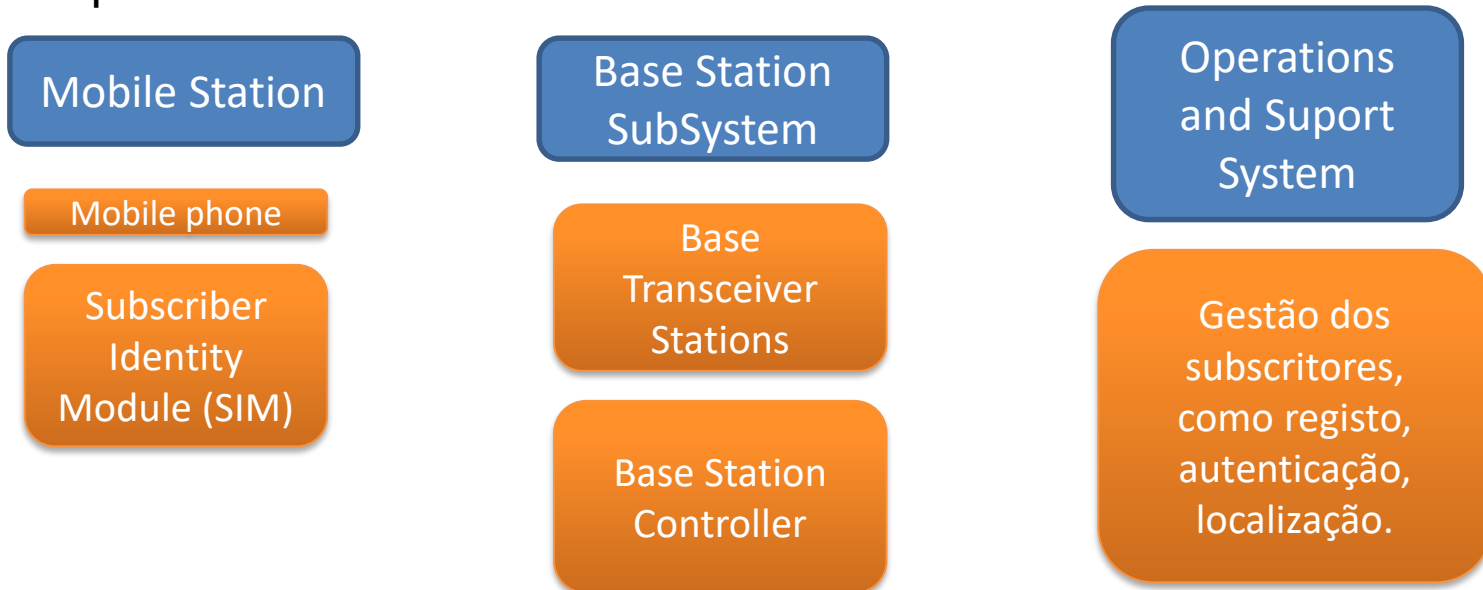 Mobile Station
Mobile phone
Subscriber
Identity
Module (SIM)
Base Station
SubSystem
Base
Transceiver
Stations
Base Station
Controller
Operations
and Suport
System
Gestão dos
subscritores,
como registo,
autenticação,
localização.